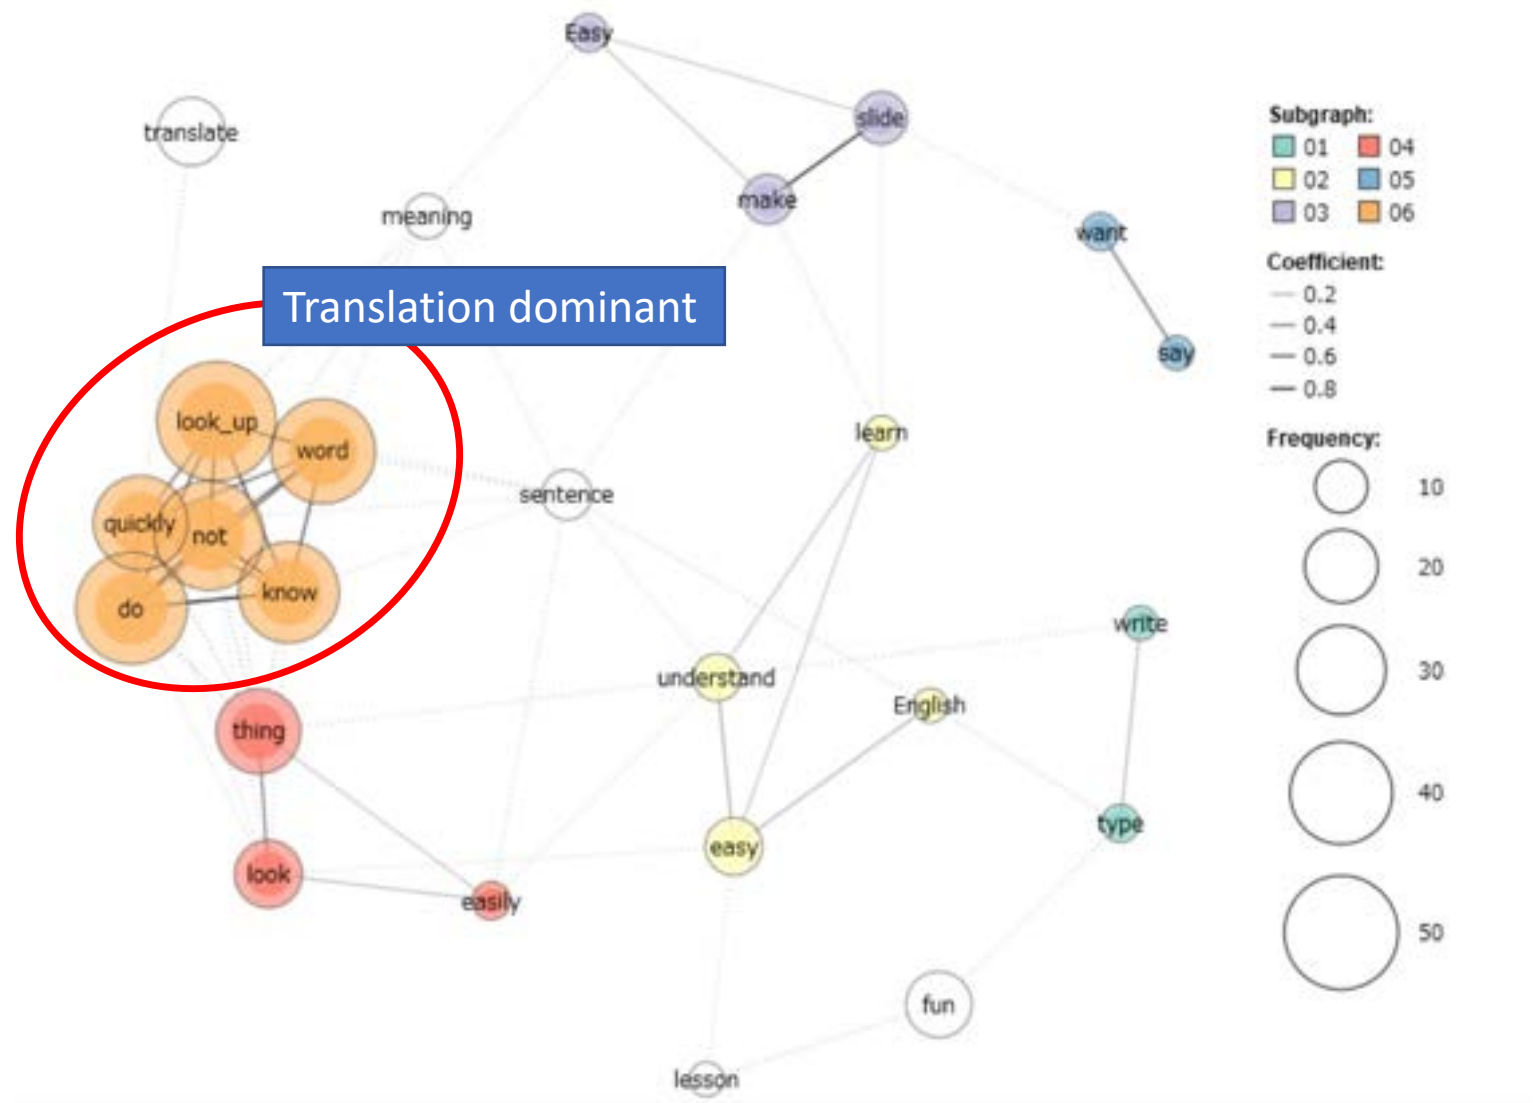 Easy
slide
translate
make
meaning
want
Translation dominant
say
look_up
word
learn
sentence
quickly
not
know
do
write
understand
English
thing
type
easy
look
easily
fun
lesson
Subgraph:
01 04
02 05
03 06
Coefficient:
0.2
0.4
0.6
0.8
Frequency:
10
20
30
40
50